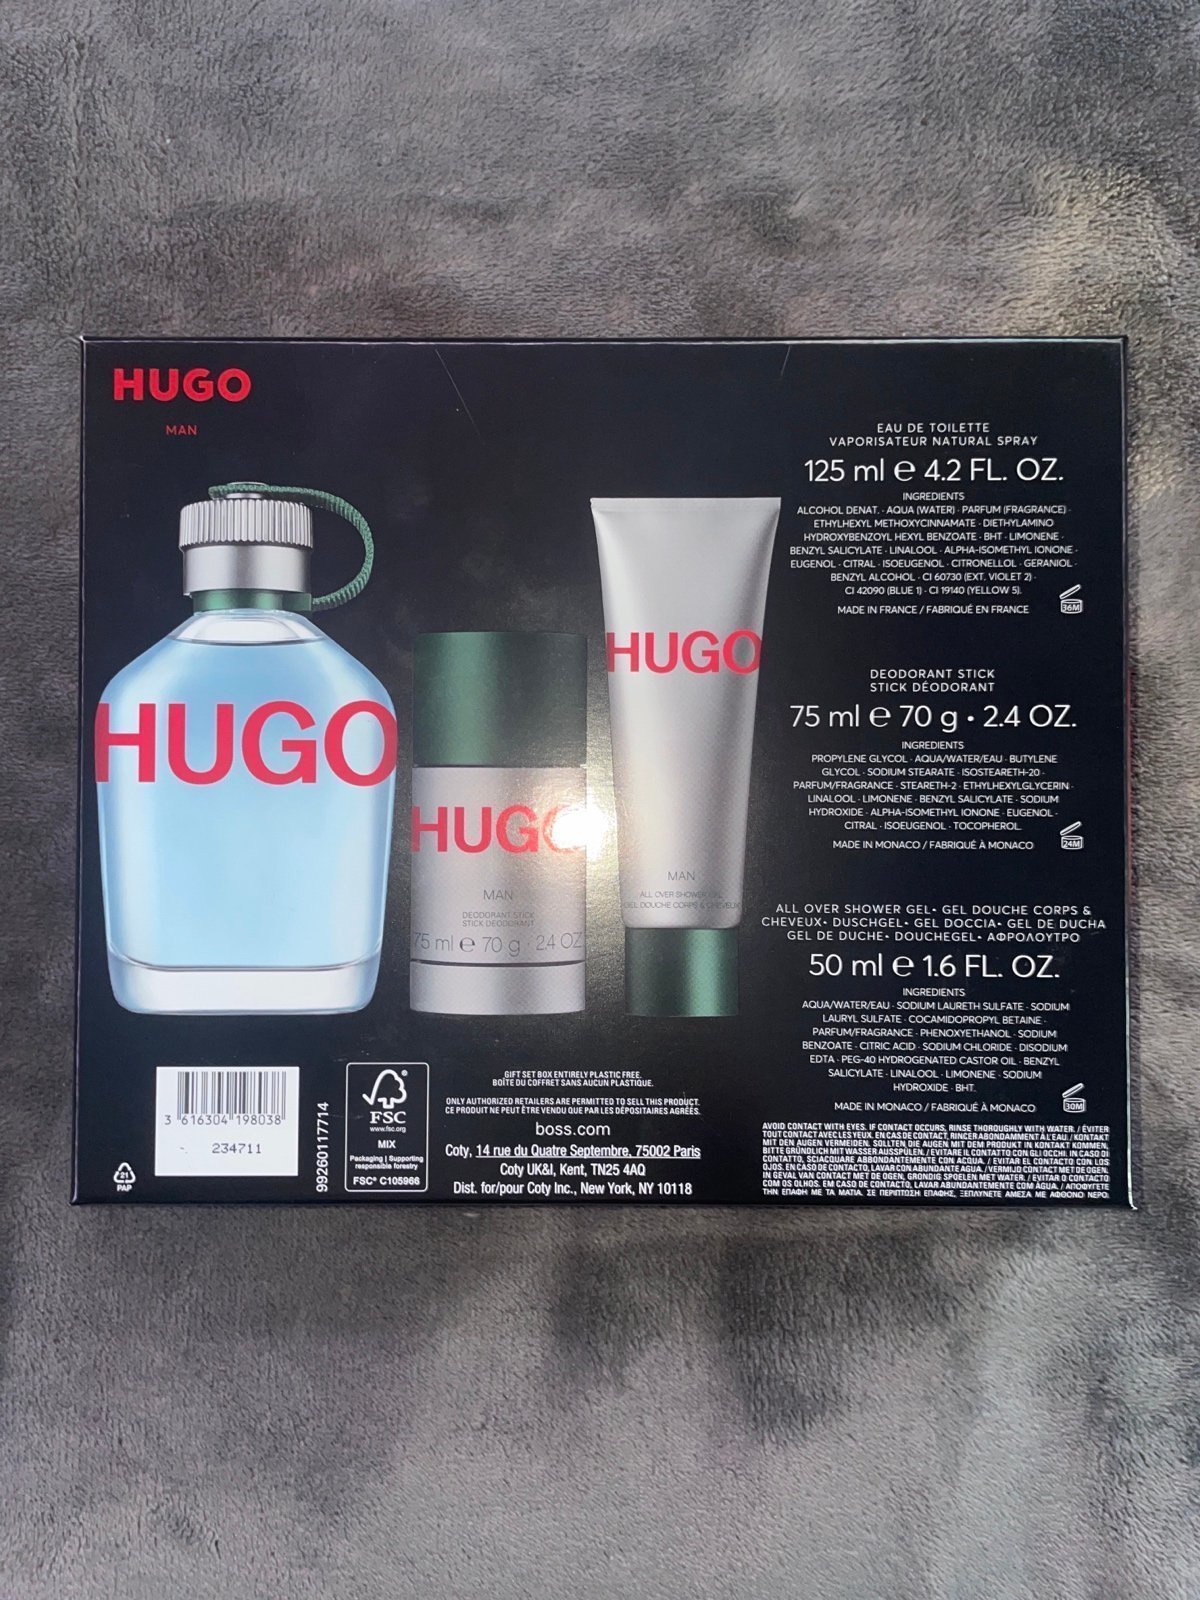 HUGO
MAN
HUGO
HUGO
MAN
DEODORANT STICK
STICK DÉODORANT
75 ml e 70 g · 2.4 OZ
HUGO
MAN
ALL OVER SHOWER GEL
GEL DOUCHE CORPS & CHEVEUX
EAU DE TOILETTE
VAPORISATEUR NATURAL SPRAY
125 ml e 4.2 FL. OZ.
INGREDIENTS
ALCOHOL DENAT. · AQUA (WATER) · PARFUM (FRAGRANCE) ·
ETHYLHEXYL METHOXYCINNAMATE · DIETHYLAMINO
HYDROXYBENZOYL HEXYL BENZOATE · BHT · LIMONENE ·
BENZYL SALICYLATE · LINALOOL · ALPHA-ISOMETHYL IONONE ·
EUGENOL · CITRAL · ISOEUGENOL · CITRONELLOL · GERANIOL ·
BENZYL ALCOHOL · CI 60730 (EXT. VIOLET 2) ·
CI 42090 (BLUE 1) · CI 19140 (YELLOW 5).
MADE IN FRANCE / FABRIQUÉ EN FRANCE
36M
DEODORANT STICK
STICK DÉODORANT
75 ml e 70 g · 2.4 OZ.
INGREDIENTS
PROPYLENE GLYCOL · AQUA/WATER/EAU · BUTYLENE
GLYCOL · SODIUM STEARATE · ISOSTEARETH-20 ·
PARFUM/FRAGRANCE · STEARETH-2 · ETHYLHEXYLGLYCERIN ·
LINALOOL · LIMONENE · BENZYL SALICYLATE · SODIUM
HYDROXIDE · ALPHA-ISOMETHYL IONONE · EUGENOL ·
CITRAL · ISOEUGENOL · TOCOPHEROL.
MADE IN MONACO / FABRIQUÉ À MONACO
24M
ALL OVER SHOWER GEL• GEL DOUCHE CORPS &
CHEVEUX• DUSCHGEL• GEL DOCCIA• GEL DE DUCHA
GEL DE DUCHE• DOUCHEGEL• ΑΦΡΟΛΟΥΤΡΟ
50 ml e 1.6 FL. OZ.
INGREDIENTS
AQUA/WATER/EAU · SODIUM LAURETH SULFATE · SODIUM
LAURYL SULFATE · COCAMIDOPROPYL BETAINE ·
PARFUM/FRAGRANCE · PHENOXYETHANOL · SODIUM
BENZOATE · CITRIC ACID · SODIUM CHLORIDE · DISODIUM
EDTA · PEG-40 HYDROGENATED CASTOR OIL · BENZYL
SALICYLATE · LINALOOL · LIMONENE · SODIUM
HYDROXIDE · BHT.
MADE IN MONACO / FABRIQUÉ À MONACO
30M
AVOID CONTACT WITH EYES. IF CONTACT OCCURS, RINSE THOROUGHLY WITH WATER. / ÉVITER
TOUT CONTACT AVEC LES YEUX. EN CAS DE CONTACT, RINCER ABONDAMMENT À L'EAU. / KONTAKT
MIT DEN AUGEN VERMEIDEN. SOLLTEN DIE AUGEN MIT DEM PRODUKT IN KONTAKT KOMMEN,
BITTE GRÜNDLICH MIT WASSER AUSSPÜLEN. / EVITARE IL CONTATTO CON GLI OCCHI. IN CASO DI
CONTATTO, SCIACQUARE ABBONDANTEMENTE CON ACQUA. / EVITAR EL CONTACTO CON LOS
OJOS. EN CASO DE CONTACTO, LAVAR CON ABUNDANTE AGUA. / VERMIJD CONTACT MET DE OGEN.
IN GEVAL VAN CONTACT MET DE OGEN, GRONDIG SPOELEN MET WATER. / EVITAR O CONTACTO
COM OS OLHOS. EM CASO DE CONTACTO, LAVAR ABUNDANTEMENTE COM ÁGUA. / ΑΠΟΦΥΓΕΤΕ
ΤΗΝ ΕΠΑΦΗ ΜΕ ΤΑ ΜΑΤΙΑ. ΣΕ ΠΕΡΙΠΤΩΣΗ ΕΠΑΦΗΣ, ΞΕΠΛΥΝΕΤΕ ΑΜΕΣΑ ΜΕ ΑΦΘΟΝΟ ΝΕΡΟ.
21
PAP
3 616304 198038
234711
99260117714
FSC
www.fsc.org
MIX
Packaging | Supporting
responsible forestry
FSC® C105966
GIFT SET BOX ENTIRELY PLASTIC FREE.
BOÎTE DU COFFRET SANS AUCUN PLASTIQUE.
ONLY AUTHORIZED RETAILERS ARE PERMITTED TO SELL THIS PRODUCT.
CE PRODUIT NE PEUT ÊTRE VENDU QUE PAR LES DÉPOSITAIRES AGRÉÉS.
boss.com
Coty, 14 rue du Quatre Septembre, 75002 Paris
Coty UK&I, Kent, TN25 4AQ
Dist. for/pour Coty Inc., New York, NY 10118